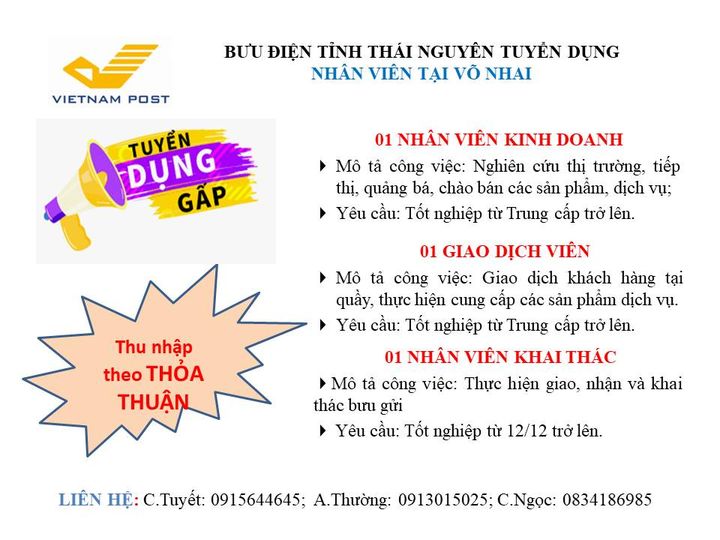 BƯU ĐIỆN TỈNH THÁI NGUYÊN TUYỂN DỤNG
NHÂN VIÊN TẠI VÕ NHAI
VIETNAM POST
TUYỂN
DỤNG
GẤP
01 NHÂN VIÊN KINH DOANH
Mô tả công việc: Nghiên cứu thị trường, tiếp
thị, quảng bá, chào bán các sản phẩm, dịch vụ;
Yêu cầu: Tốt nghiệp từ Trung cấp trở lên.
01 GIAO DỊCH VIÊN
Mô tả công việc: Giao dịch khách hàng tại
quầy, thực hiện cung cấp các sản phẩm dịch vụ.
Yêu cầu: Tốt nghiệp từ Trung cấp trở lên.
01 NHÂN VIÊN KHAI THÁC
Mô tả công việc: Thực hiện giao, nhận và khai
thác bưu gửi
Yêu cầu: Tốt nghiệp từ 12/12 trở lên.
Thu nhập
theo THỎA
THUẬN
LIÊN HỆ: C.Tuyết: 0915644645; A.Thường: 0913015025; C.Ngọc: 0834186985